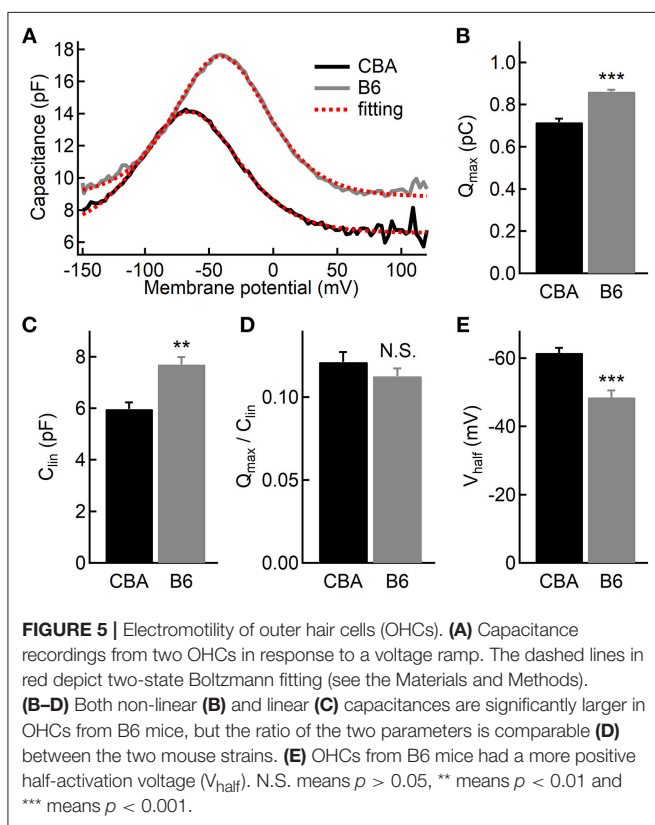 A
Capacitance (pF)
18
16
14
12
10
8
6
-150 -100 -50 0 50 100
Membrane potential (mV)
CBA
B6
fitting
B
Qmax (pC)
1.0
0.8
0.6
0.4
0.2
0.0
***
CBA B6
C
Clin (pF)
8
6
4
2
0
**
CBA B6
D
Qmax / Clin
0.10
0.05
0.00
N.S.
CBA B6
E
Vhalf (mV)
-60
-40
-20
0
***
CBA B6
FIGURE 5 | Electromotility of outer hair cells (OHCs). (A) Capacitance
recordings from two OHCs in response to a voltage ramp. The dashed lines in
red depict two-state Boltzmann fitting (see the Materials and Methods).
(B–D) Both non-linear (B) and linear (C) capacitances are significantly larger in
OHCs from B6 mice, but the ratio of the two parameters is comparable (D)
between the two mouse strains. (E) OHCs from B6 mice had a more positive
half-activation voltage (Vhalf). N.S. means p > 0.05, ** means p < 0.01 and
*** means p < 0.001.